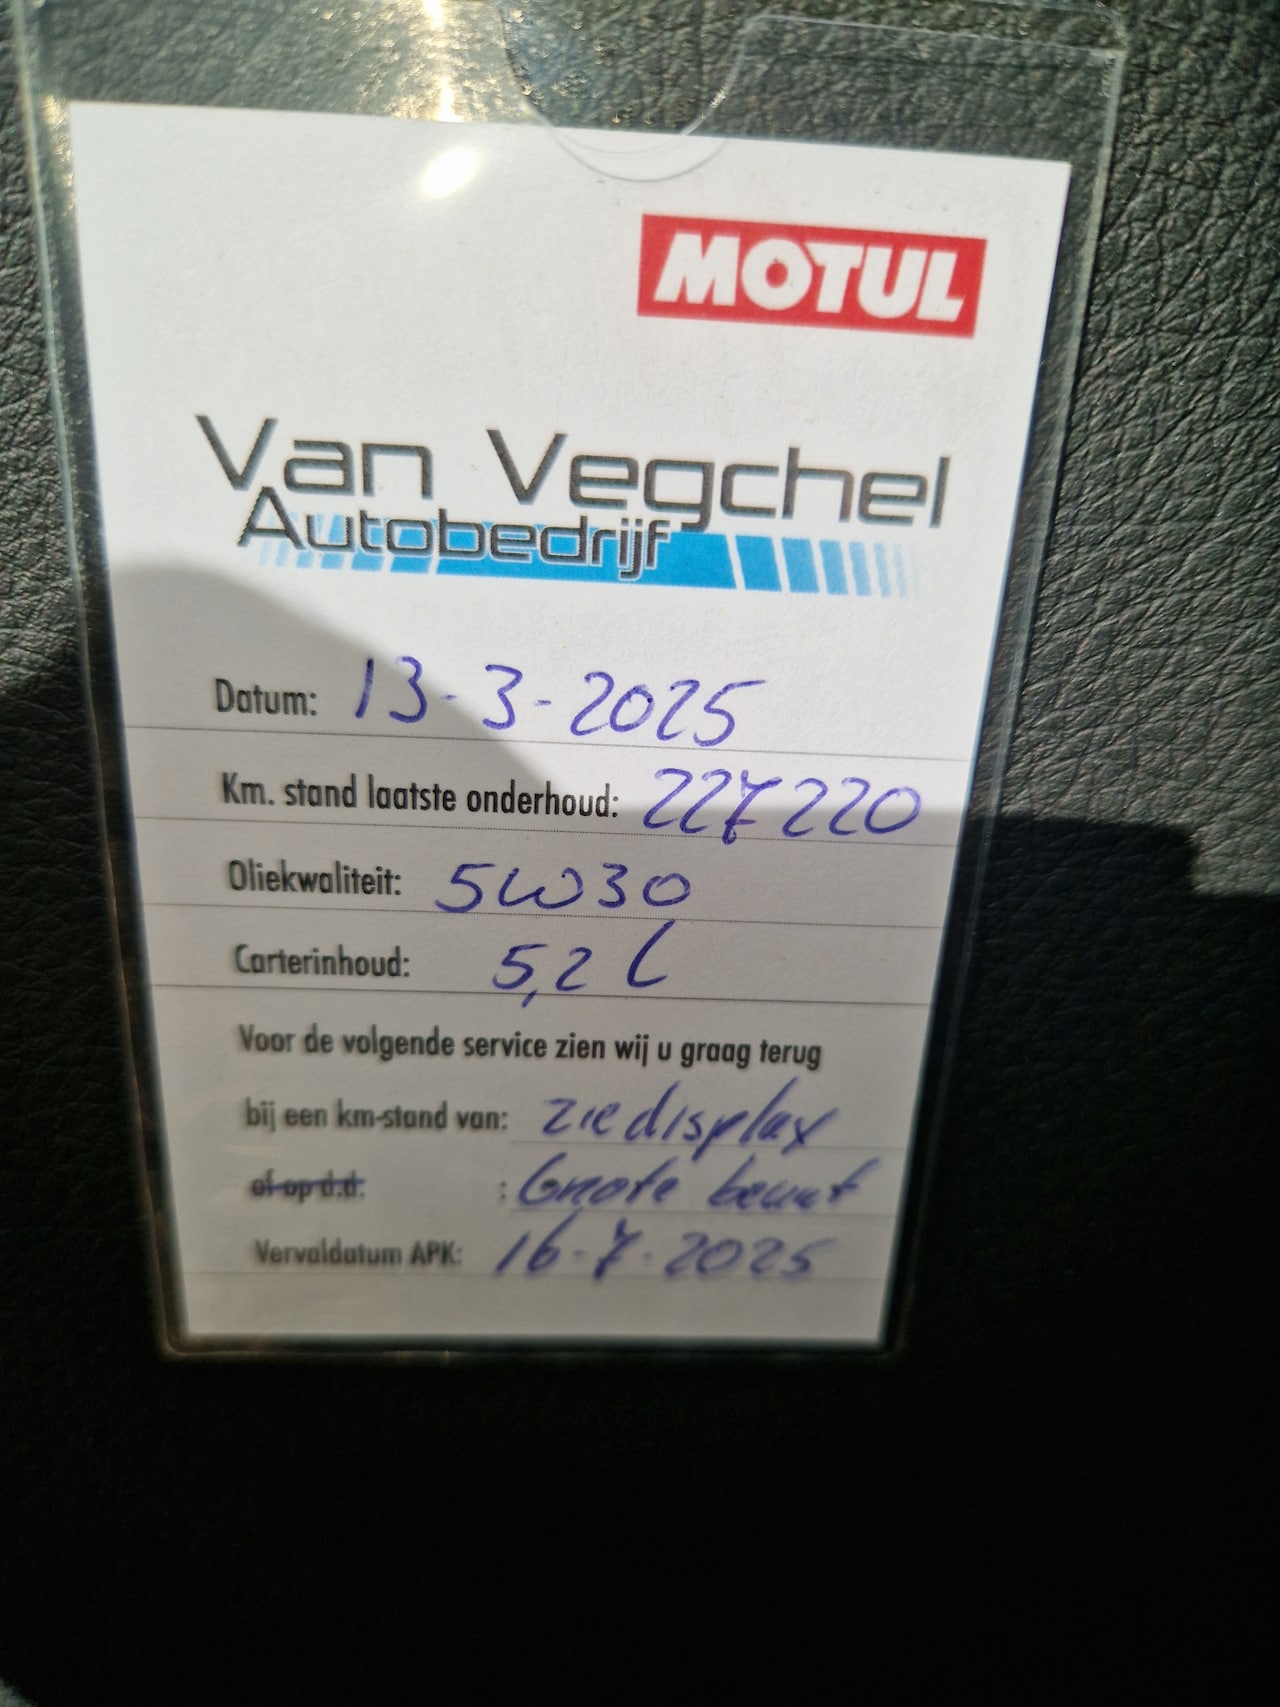 MOTUL
Van Vegchel
Autobedrijf
Datum: 13-3-2025
Km. stand laatste onderhoud: 227220
Oliekwaliteit: 5W30
Carterinhoud: 5,2 L
Voor de volgende service zien wij u graag terug
bij een km-stand van: zie display
of op d.d. : Grote beurt
Vervaldatum APK: 16-7-2025